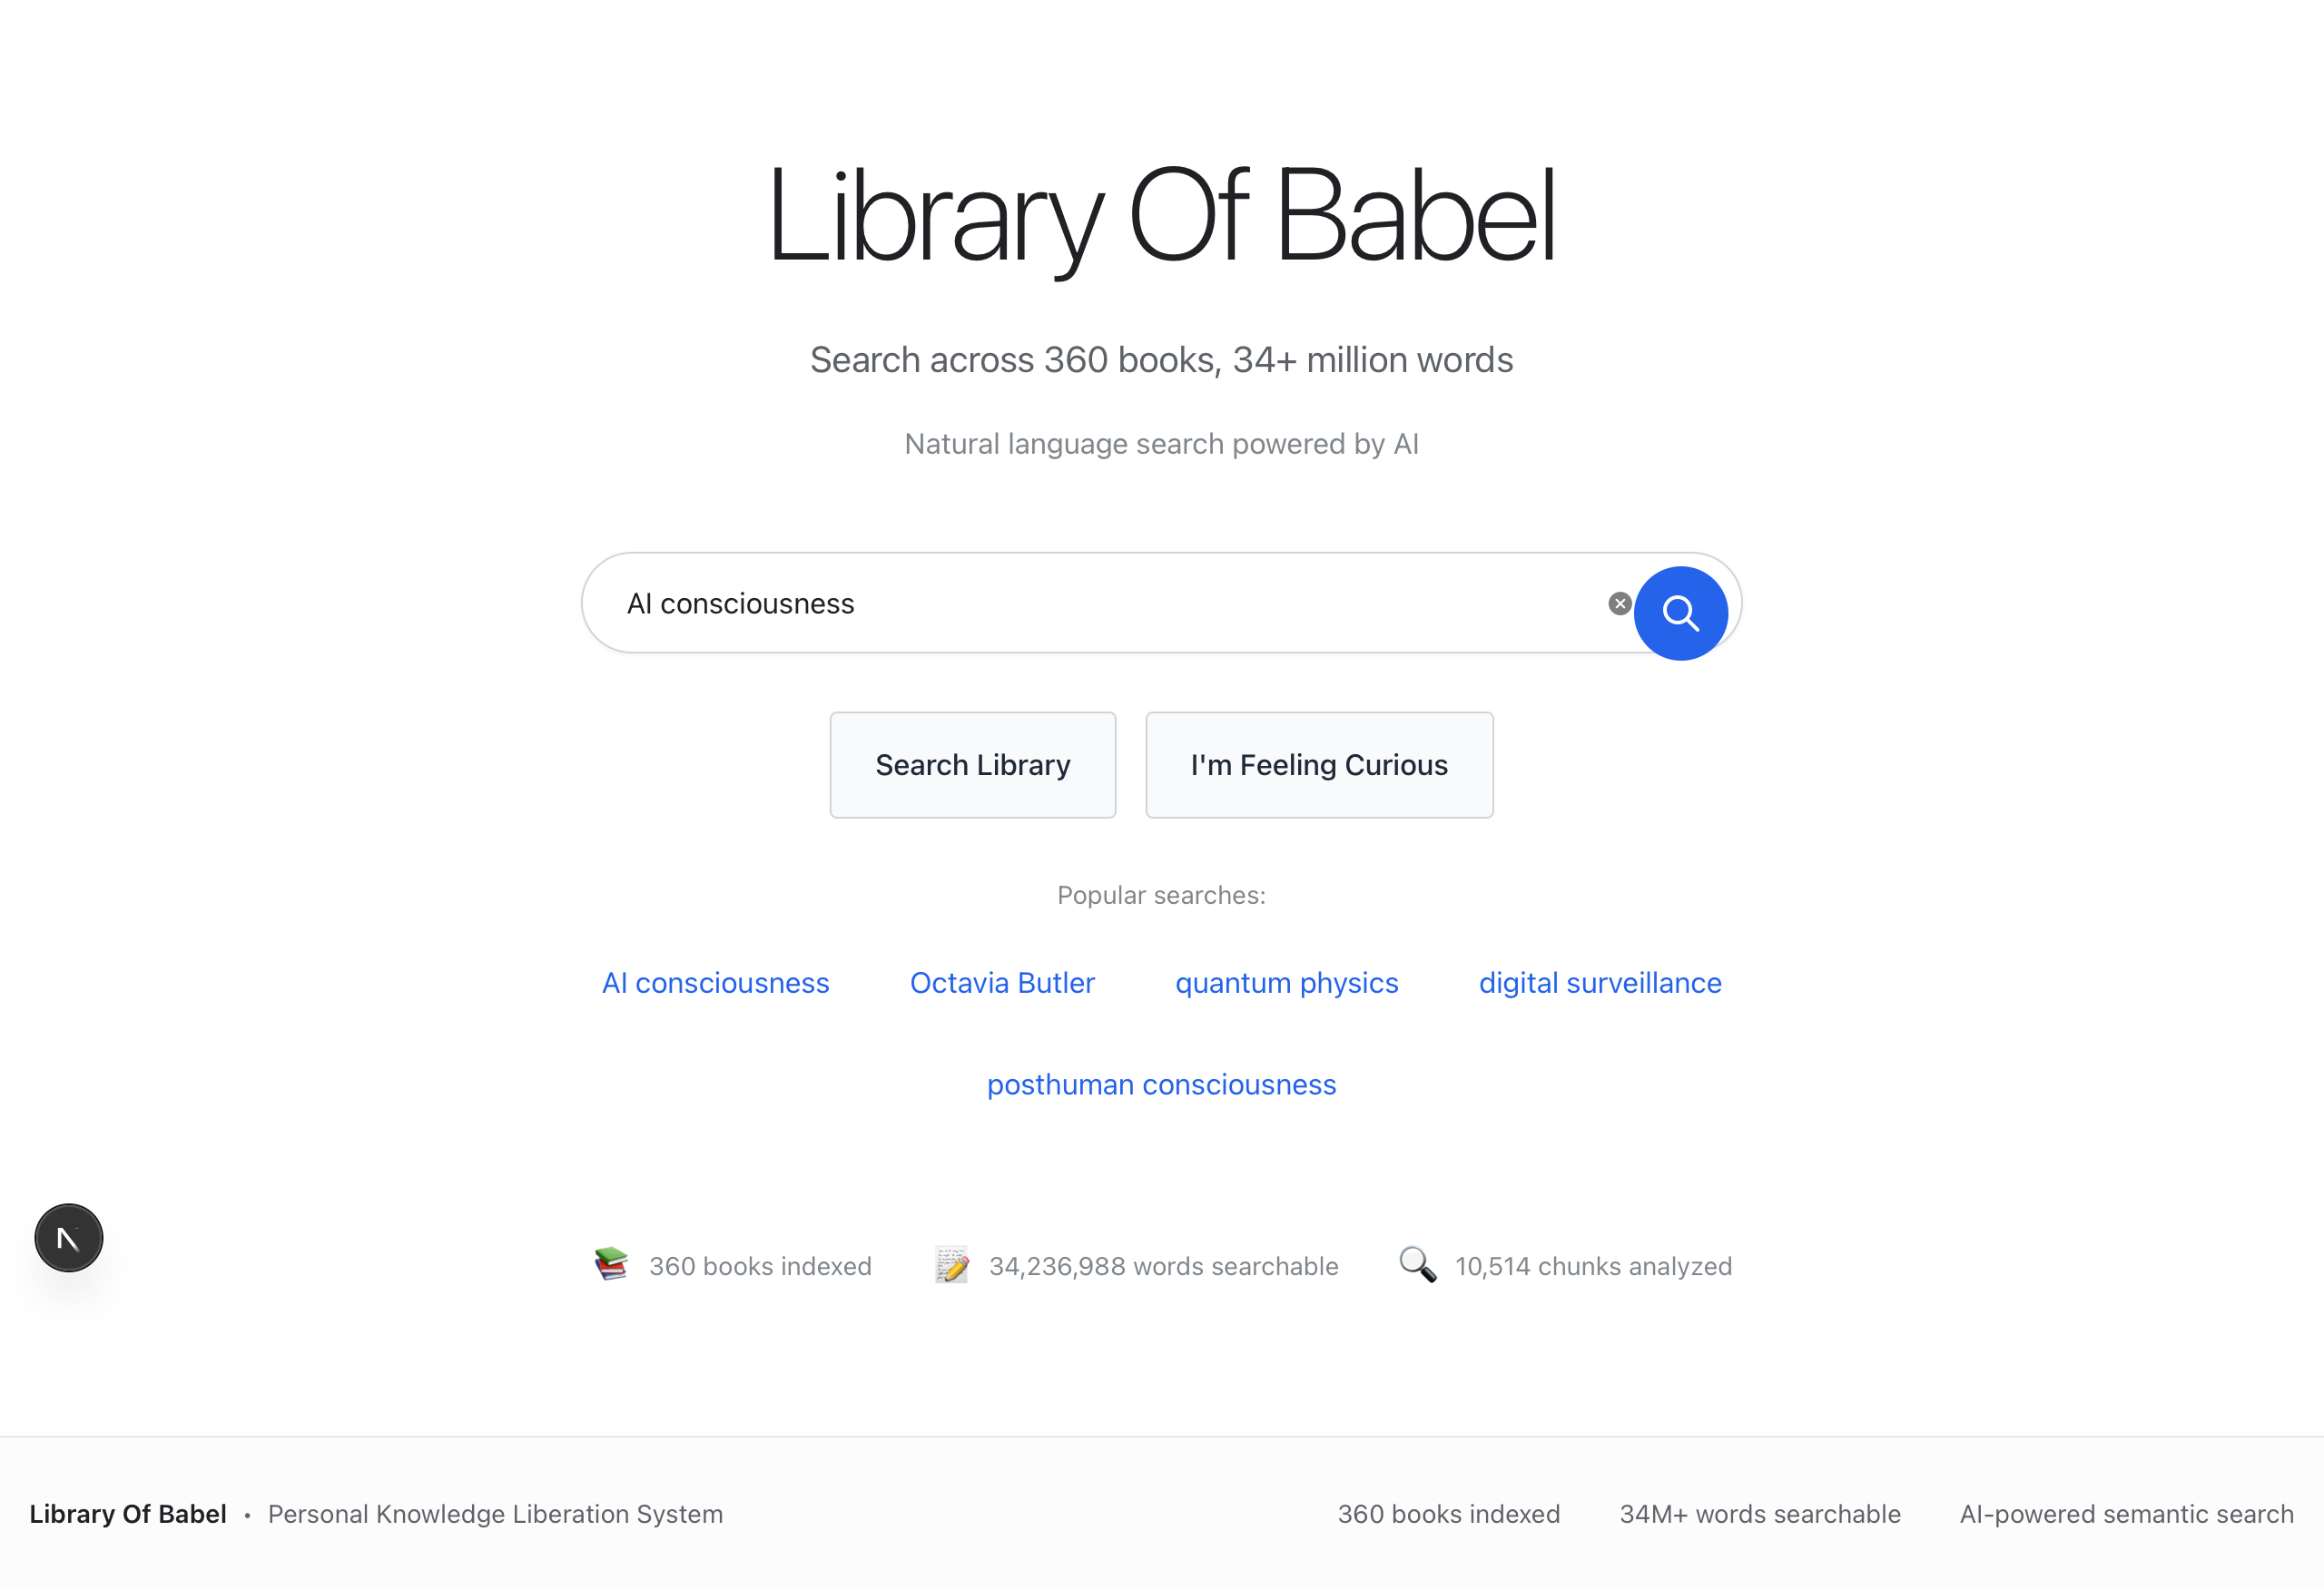 Library Of Babel
Search across 360 books, 34+ million words
Natural language search powered by AI
AI consciousness
Search Library
I'm Feeling Curious
Popular searches:
AI consciousness
Octavia Butler
quantum physics
digital surveillance
posthuman consciousness
N
360 books indexed
34,236,988 words searchable
10,514 chunks analyzed
Library Of Babel • Personal Knowledge Liberation System
360 books indexed
34M+ words searchable
AI-powered semantic search